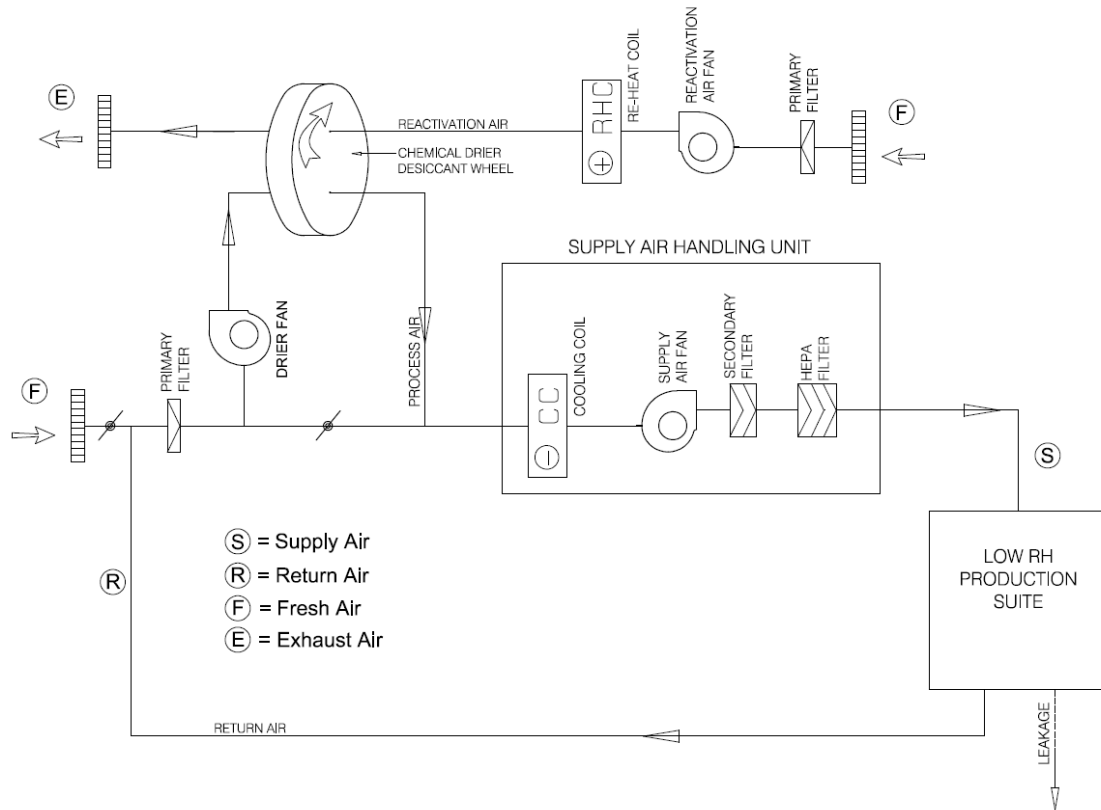 E
RHC
RE-HEAT COIL
REACTIVATION
AIR FAN
PRIMARY
FILTER
F
REACTIVATION AIR
CHEMICAL DRIER
DESICCANT WHEEL
SUPPLY AIR HANDLING UNIT
DRIER FAN
PROCESS AIR
F
PRIMARY
FILTER
CC
COOLING COIL
SUPPLY
AIR FAN
SECONDARY
FILTER
HEPA
FILTER
S
R
S = Supply Air
R = Return Air
F = Fresh Air
E = Exhaust Air
LOW RH
PRODUCTION
SUITE
RETURN AIR
LEAKAGE